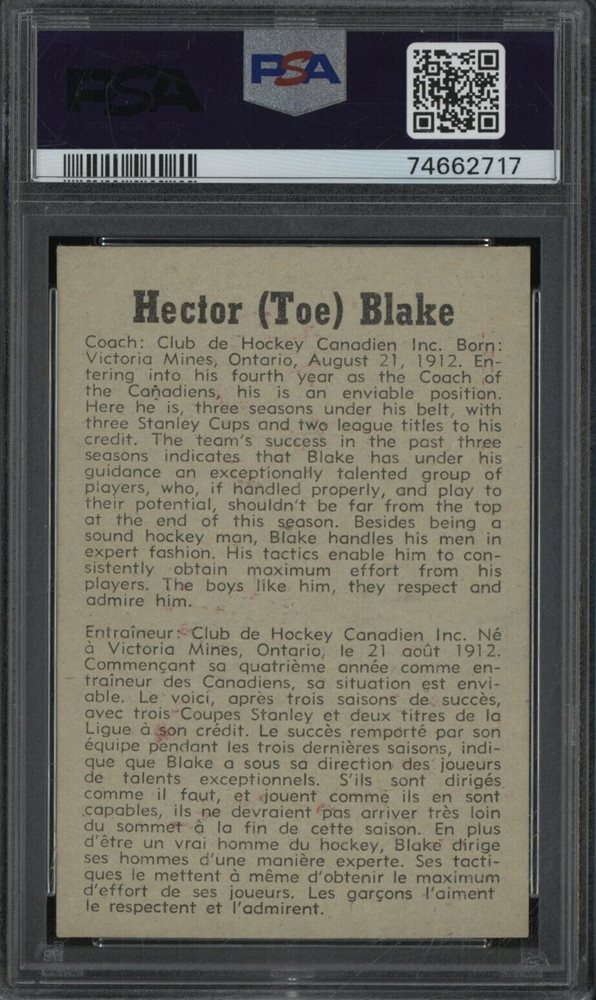 PSA
PSA
74662717
Hector (Toe) Blake
Coach: Club de Hockey Canadien Inc. Born:
Victoria Mines, Ontario, August 21, 1912. En-
tering into his fourth year as the Coach of
the Canadiens, his is an enviable position.
Here he is, three seasons under his belt, with
three Stanley Cups and two league titles to his
credit. The team's success in the past three
seasons indicates that Blake has under his
guidance an exceptionally talented group of
players, who, if handled properly, and play to
their potential, shouldn't be far from the top
at the end of this season. Besides being a
sound hockey man, Blake handles his men in
expert fashion. His tactics enable him to con-
sistently obtain maximum effort from his
players. The boys like him, they respect and
admire him.
Entraîneur: Club de Hockey Canadien Inc. Né
à Victoria Mines, Ontario, le 21 août 1912.
Commençant sa quatrième année comme en-
traîneur des Canadiens, sa situation est envi-
able. Le voici, après trois saisons de succès,
avec trois Coupes Stanley et deux titres de la
Ligue à son crédit. Le succès remporté par son
équipe pendant les trois dernières saisons, indi-
que que Blake a sous sa direction des joueurs
de talents exceptionnels. S'ils sont dirigés
comme il faut, et jouent comme ils en sont
capables, ils ne devraient pas arriver très loin
du sommet à la fin de cette saison. En plus
d'être un vrai homme du hockey, Blake dirige
ses hommes d'une manière experte. Ses tacti-
ques le mettent à même d'obtenir le maximum
d'effort de ses joueurs. Les garçons l'aiment
le respectent et l'admirent.